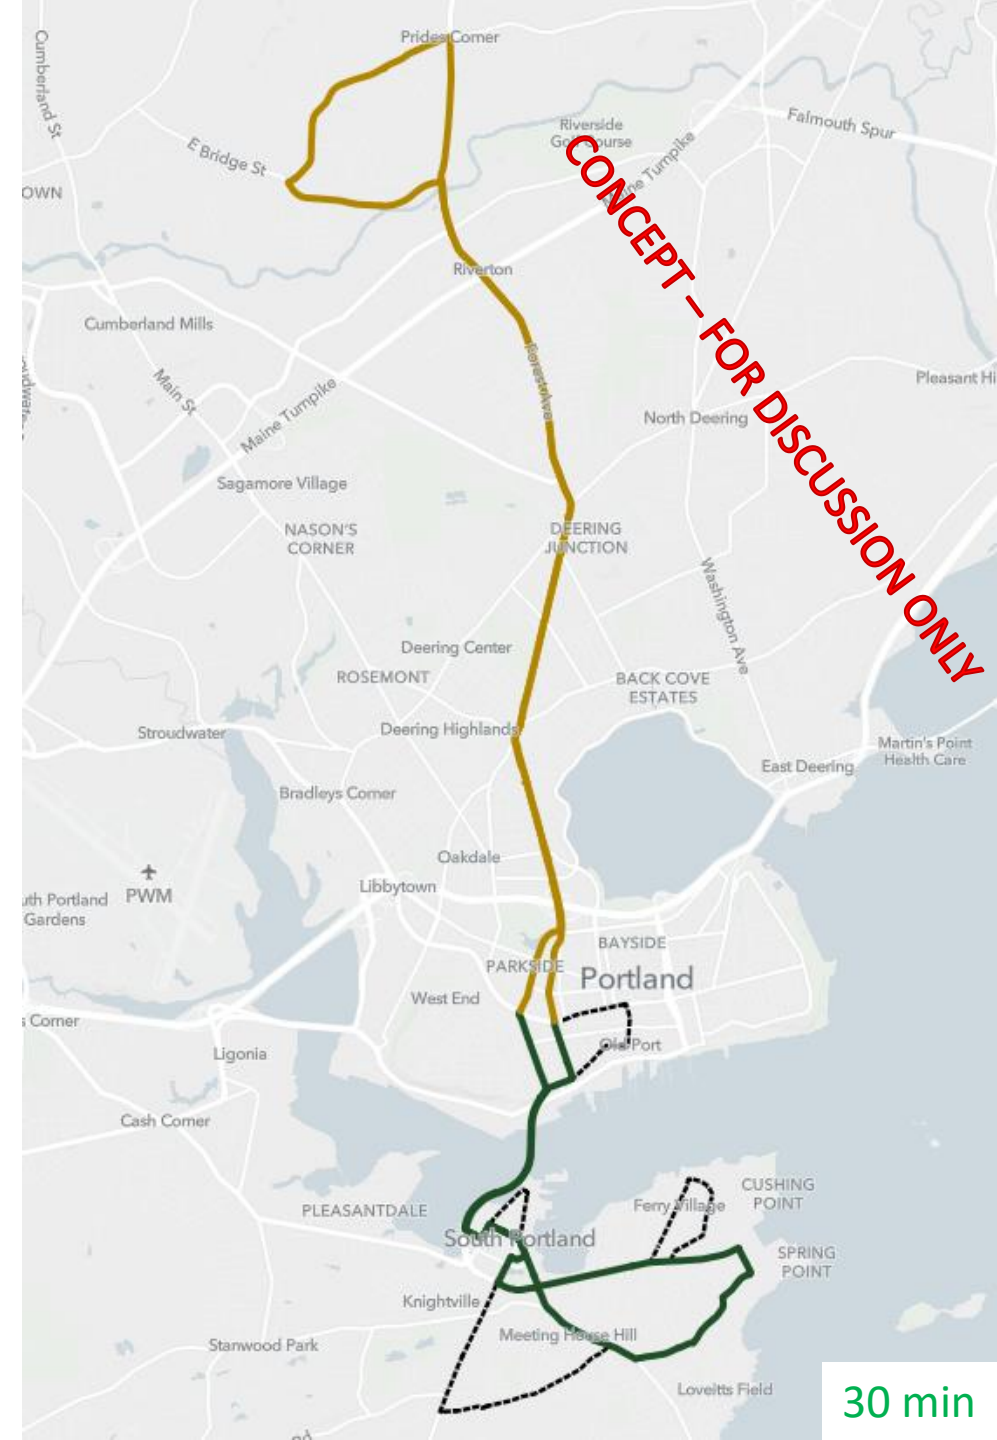 Prides Corner
Cumberland St
Falmouth Spur
Riverside
Golf Course
E Bridge St
Maine Turnpike
OWN
CONCEPT – FOR DISCUSSION ONLY
Riverton
Cumberland Mills
Forest Ave
Main St
Pleasant Hi
Maine Turnpike
North Deering
Sagamore Village
NASON'S
CORNER
DEERING
JUNCTION
Washington Ave
Deering Center
ROSEMONT
BACK COVE
ESTATES
Deering Highlands
Stroudwater
Martin's Point
Health Care
East Deering
Bradleys Corner
Oakdale
Libbytown
PWM
uth Portland
Gardens
BAYSIDE
PARKSIDE
Portland
West End
s Corner
Old Port
Ligonia
Cash Corner
CUSHING
POINT
Ferry Village
PLEASANTDALE
South Portland
SPRING
POINT
Knightville
Meeting House Hill
Stanwood Park
Loveitts Field
30 min